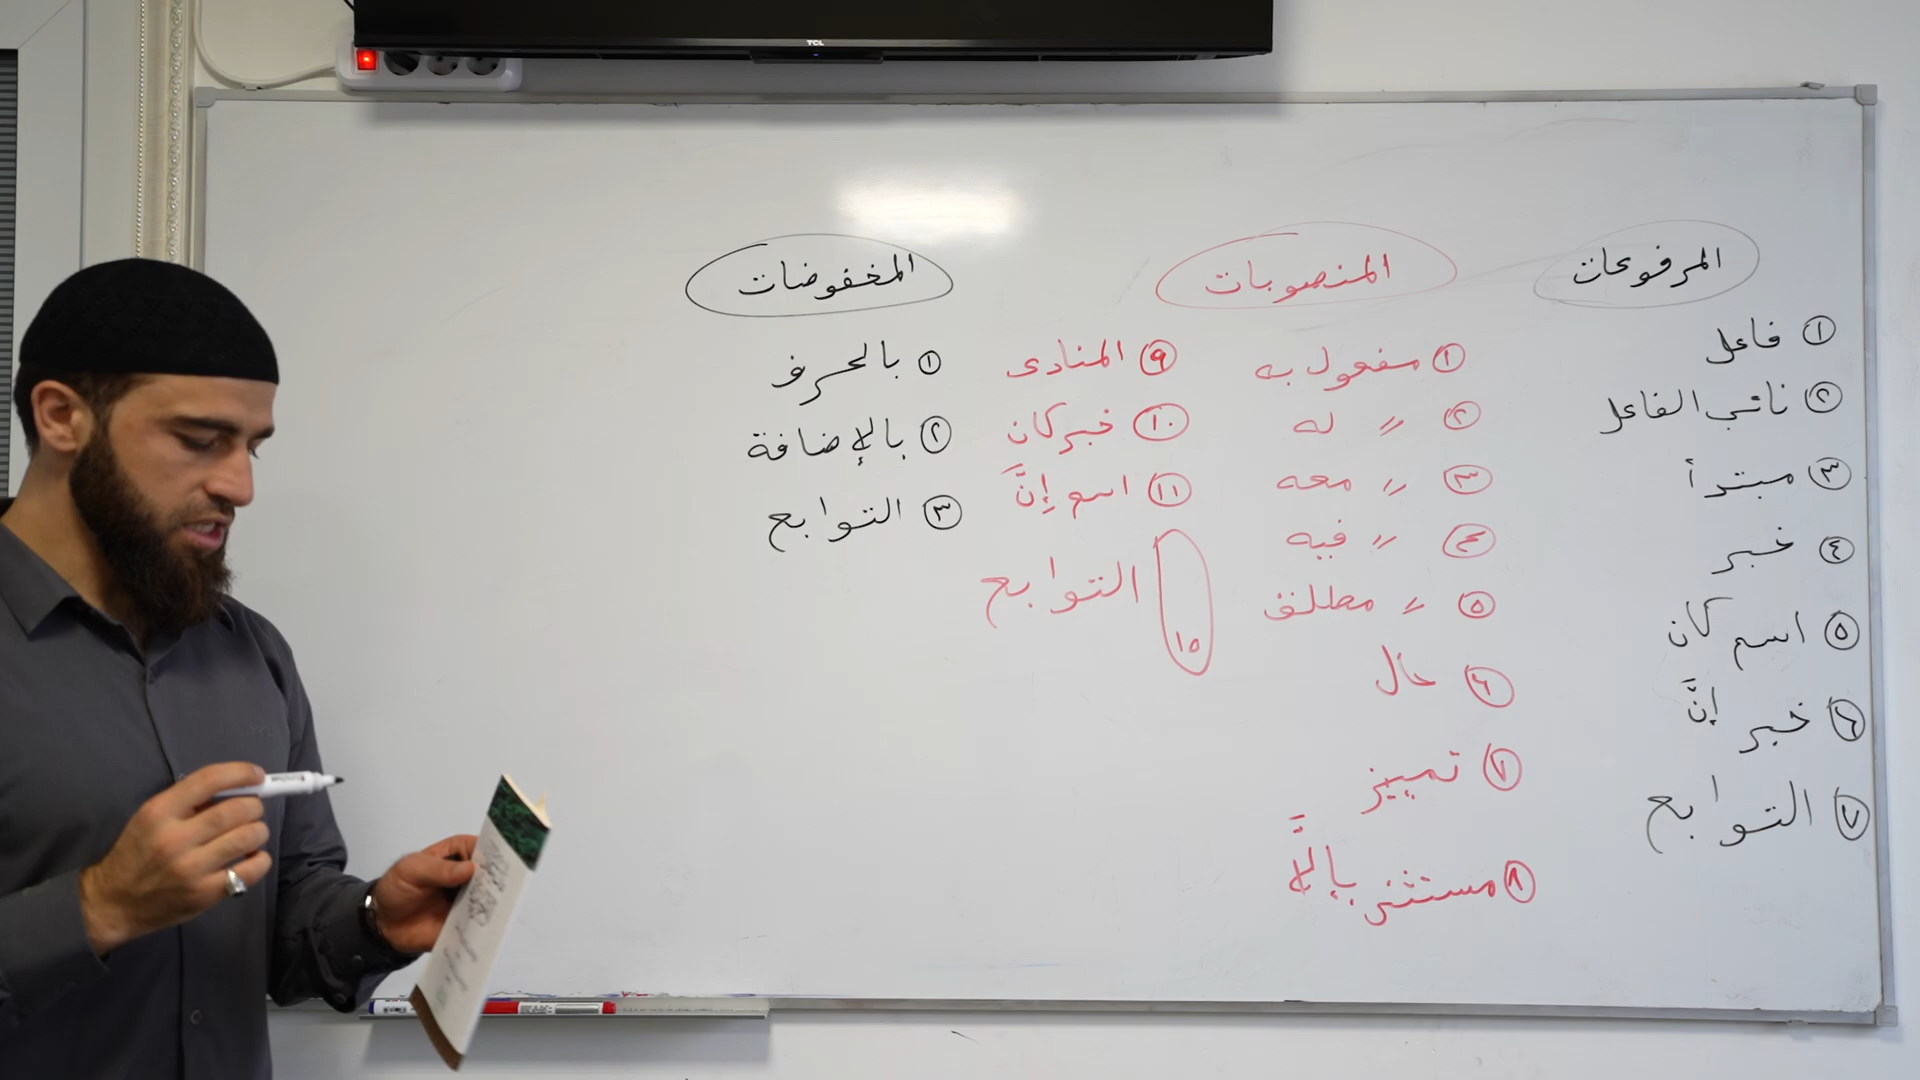 TCL
المرفوعات
١ فاعل
٢ نائب الفاعل
٣ مبتدأ
٤ خبر
٥ اسم كان
٦ خبر إنَّ
٧ التوابع
المنصوبات
١ مفعول به
٢ 〃 له
٣ 〃 معه
٤ 〃 فيه
٥ 〃 مطلق
٦ حال
٧ تمييز
٨ مستثنى بإلاَّ
٩ المنادى
١٠ خبر كان
١١ اسم إنَّ
١٥ التوابع
المخفوضات
١ بالحرف
٢ بالإضافة
٣ التوابع